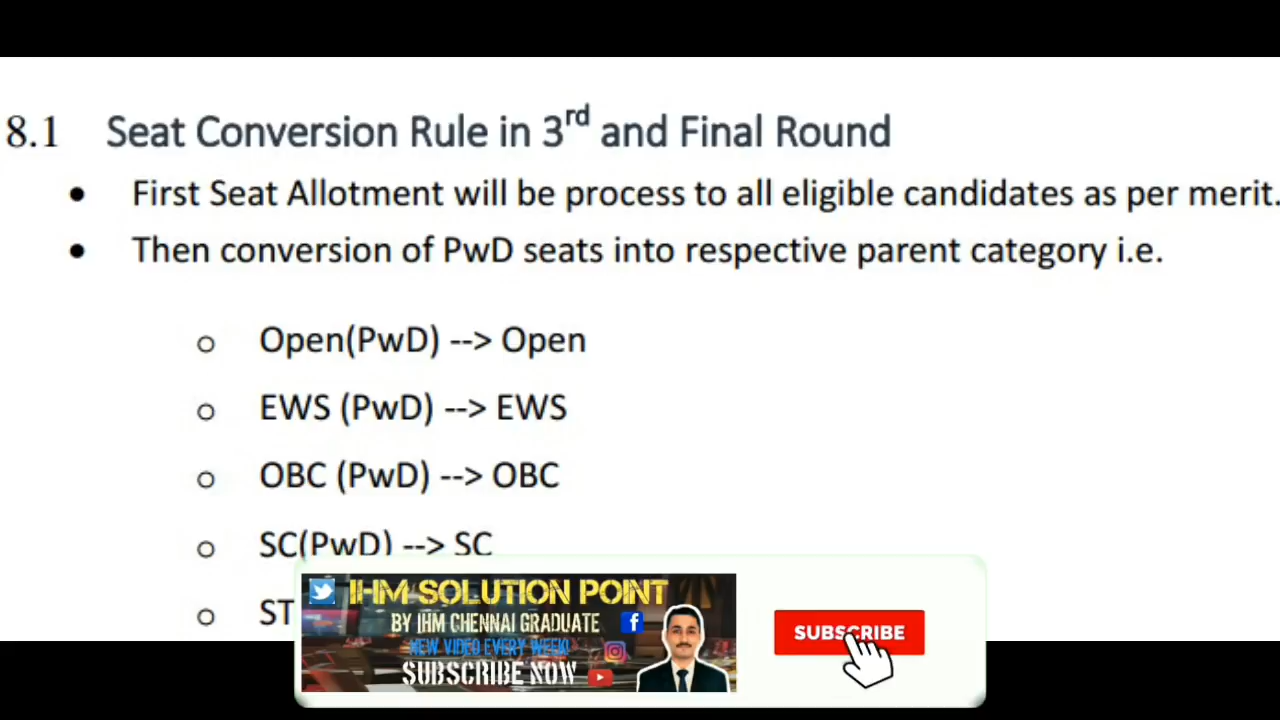 8.1 Seat Conversion Rule in 3rd and Final Round
• First Seat Allotment will be process to all eligible candidates as per merit.
• Then conversion of PwD seats into respective parent category i.e.
o Open(PwD) --> Open
o EWS (PwD) --> EWS
o OBC (PwD) --> OBC
o SC(PwD) --> SC
o ST
IHM SOLUTION POINT
BY IHM CHENNAI GRADUATE
NEW VIDEO EVERY WEEK!
SUBSCRIBE NOW
SUBSCRIBE